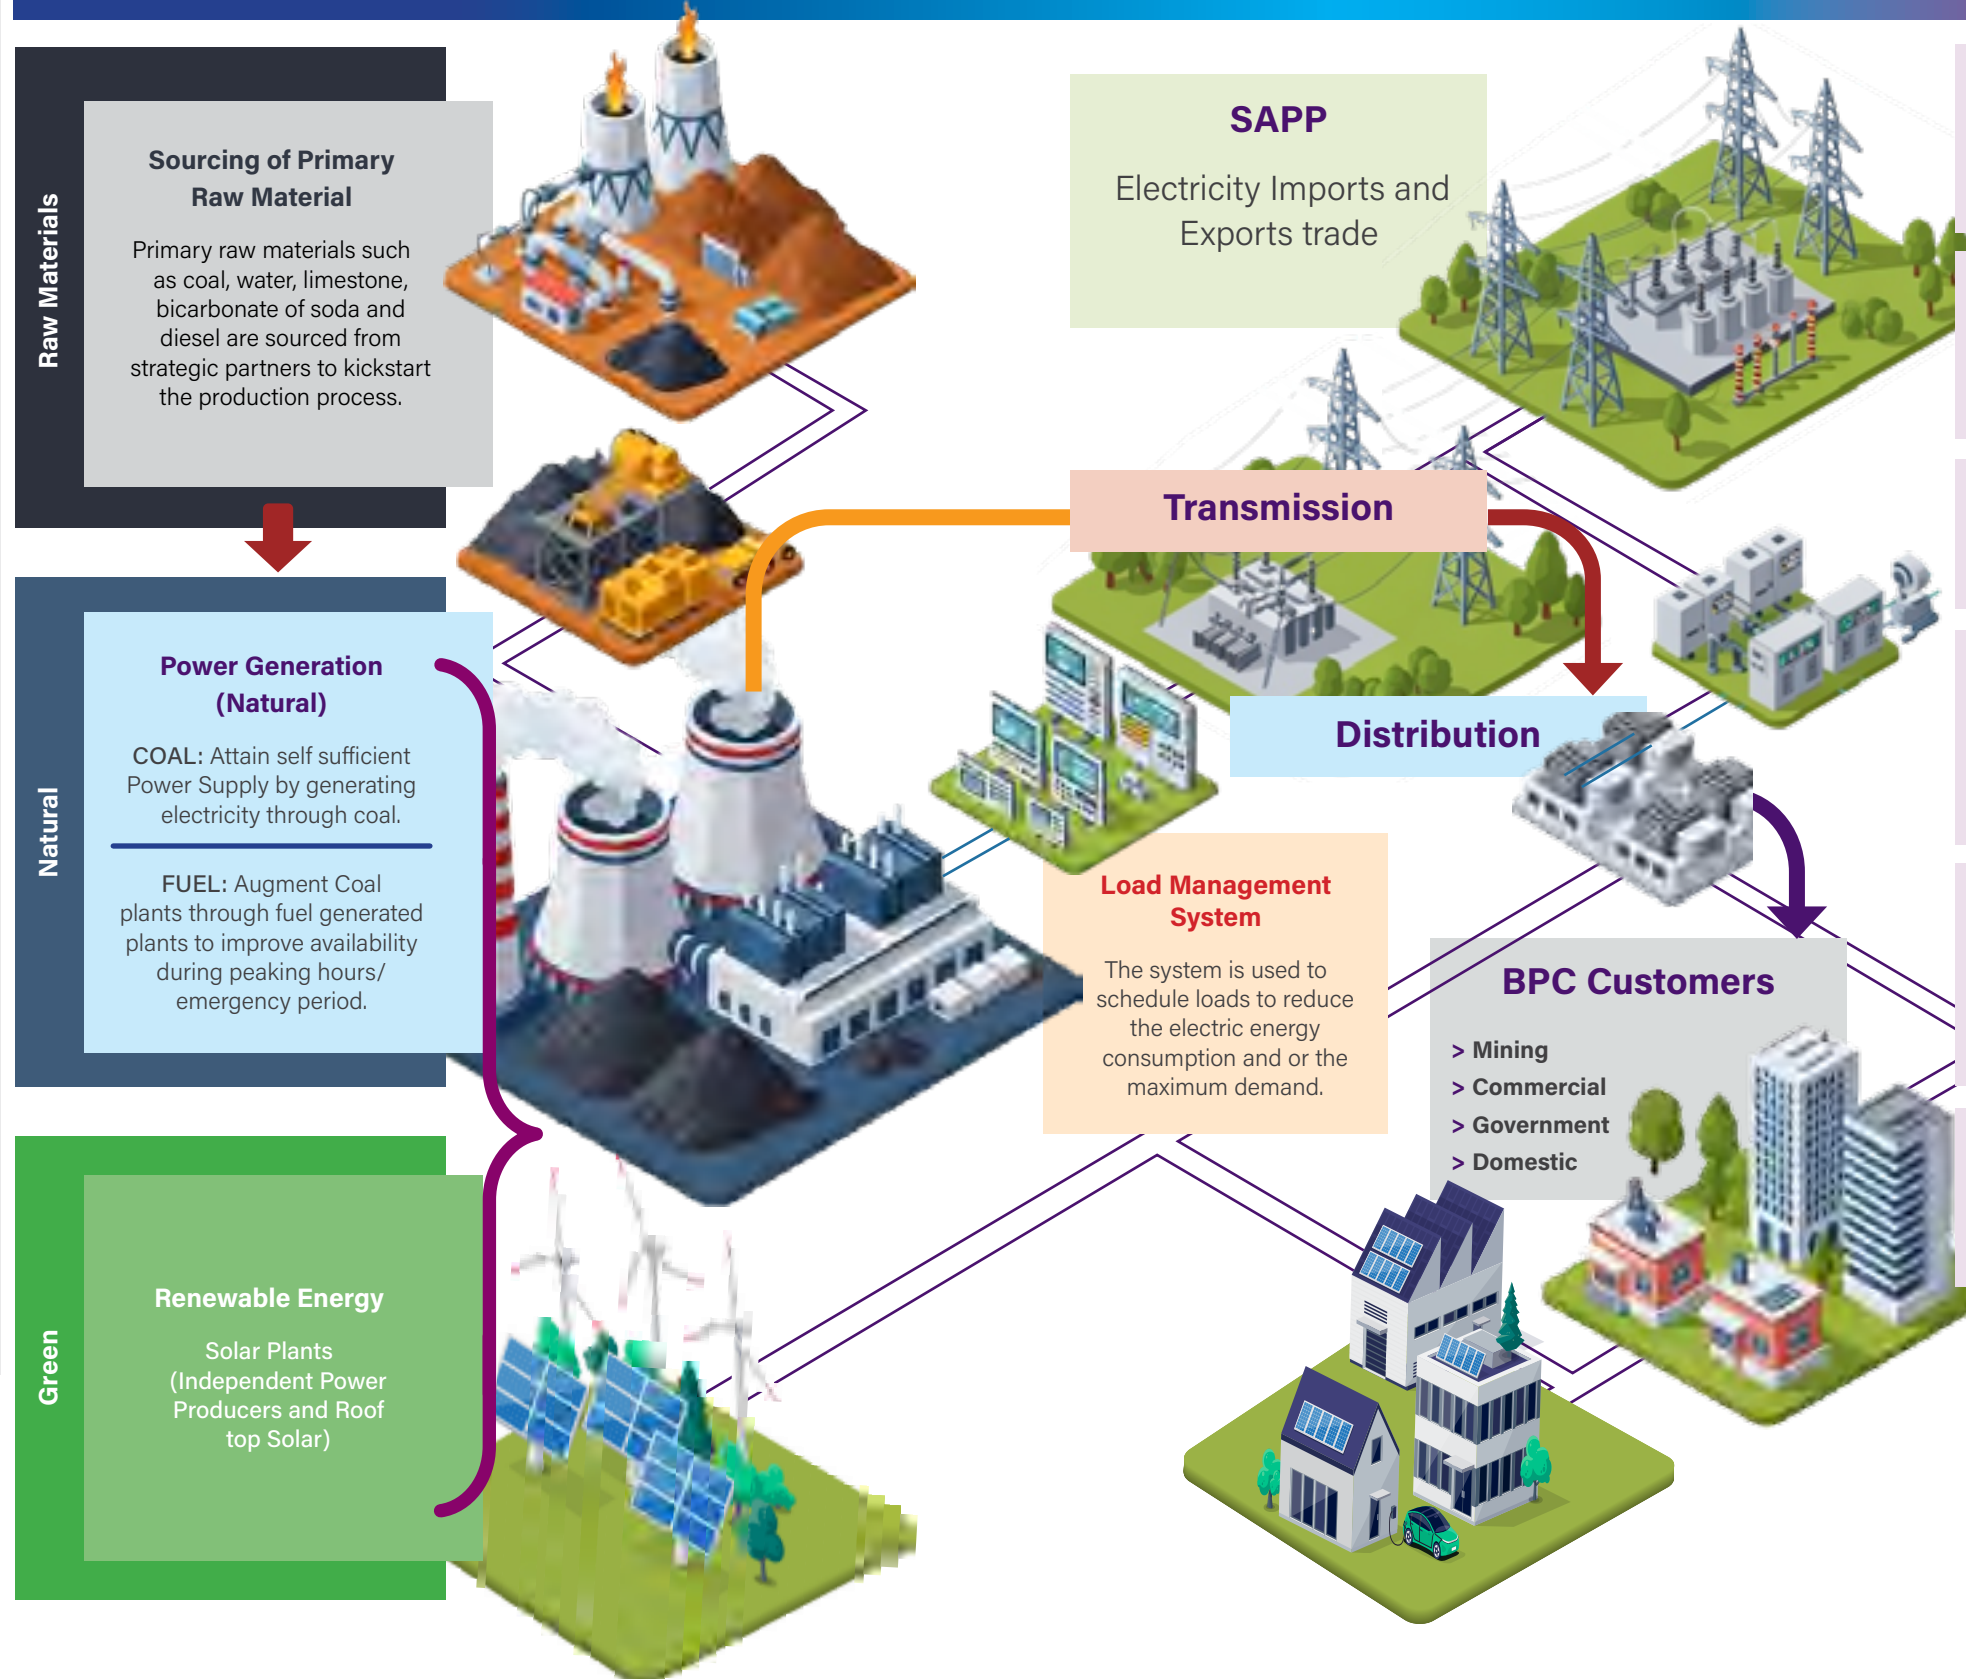 Raw Materials
Sourcing of Primary
Raw Material
Primary raw materials such
as coal, water, limestone,
bicarbonate of soda and
diesel are sourced from
strategic partners to kickstart
the production process.
Natural
Power Generation
(Natural)
COAL: Attain self sufficient
Power Supply by generating
electricity through coal.
FUEL: Augment Coal
plants through fuel generated
plants to improve availability
during peaking hours/
emergency period.
Green
Renewable Energy
Solar Plants
(Independent Power
Producers and Roof
top Solar)
SAPP
Electricity Imports and
Exports trade
Transmission
Distribution
Load Management
System
The system is used to
schedule loads to reduce
the electric energy
consumption and or the
maximum demand.
BPC Customers
> Mining
> Commercial
> Government
> Domestic